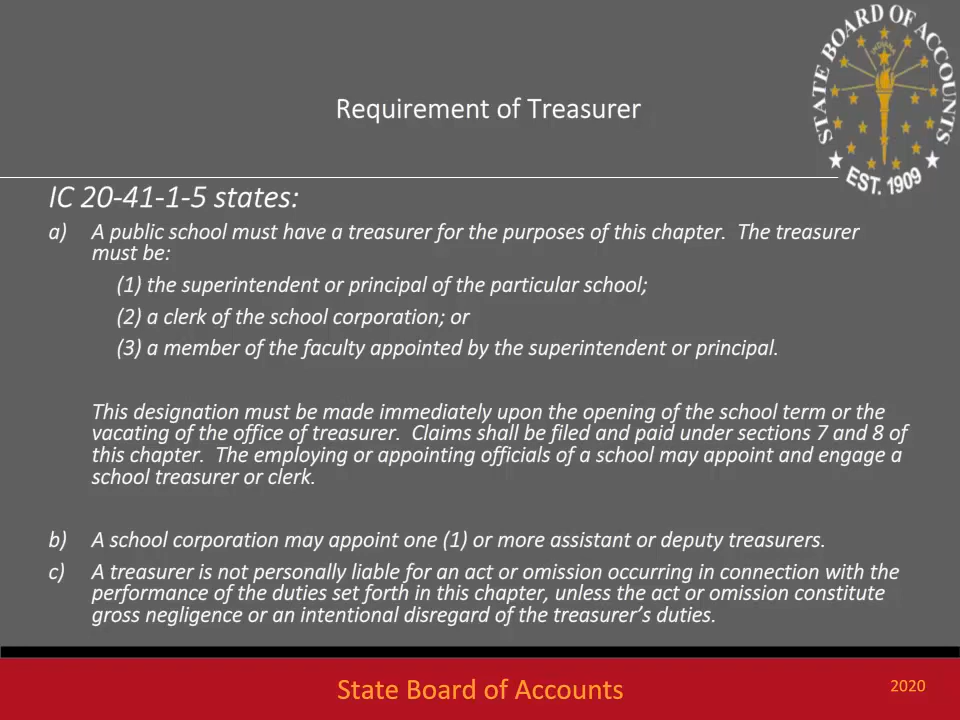 STATE BOARD OF ACCOUNTS
INDIANA
EST. 1909
Requirement of Treasurer
IC 20-41-1-5 states:
a) A public school must have a treasurer for the purposes of this chapter. The treasurer
must be:
(1) the superintendent or principal of the particular school;
(2) a clerk of the school corporation; or
(3) a member of the faculty appointed by the superintendent or principal.
This designation must be made immediately upon the opening of the school term or the
vacating of the office of treasurer. Claims shall be filed and paid under sections 7 and 8 of
this chapter. The employing or appointing officials of a school may appoint and engage a
school treasurer or clerk.
b) A school corporation may appoint one (1) or more assistant or deputy treasurers.
c) A treasurer is not personally liable for an act or omission occurring in connection with the
performance of the duties set forth in this chapter, unless the act or omission constitute
gross negligence or an intentional disregard of the treasurer's duties.
State Board of Accounts
2020